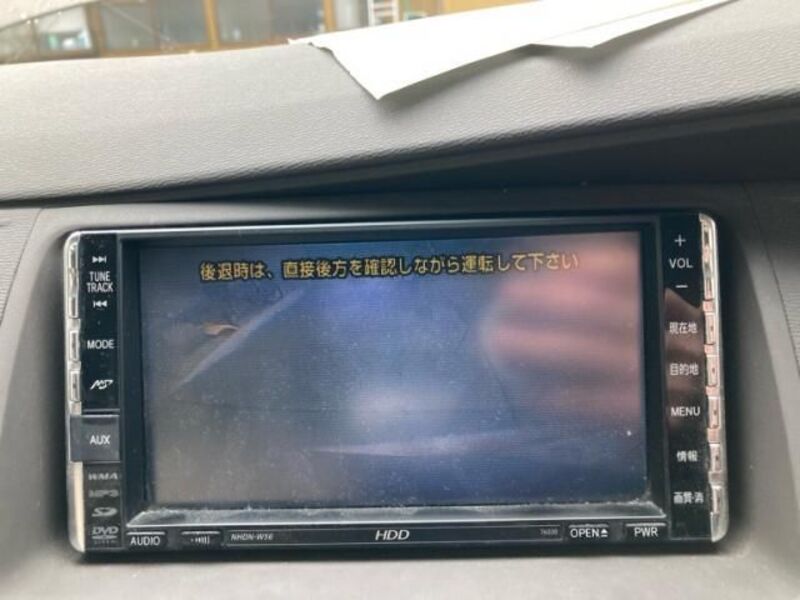 後退時は、直接後方を確認しながら運転して下さい
TUNE
TRACK
MODE
AUX
WMA
MP3
SD
DVD
AUDIO
NHDN-W56
HDD
OPEN
PWR
VOL
現在地
目的地
MENU
情報
画質・消